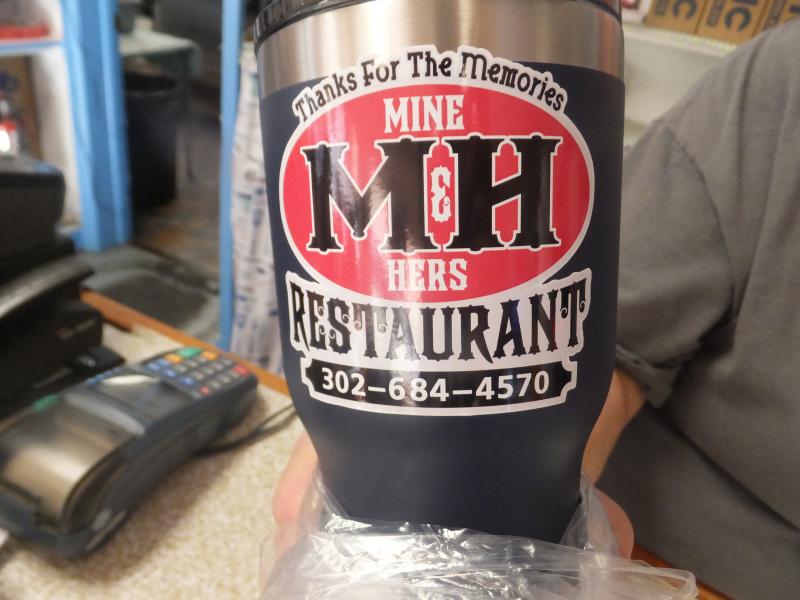 Thanks For The Memories
MINE
M&H
HERS
RESTAURANT
302-684-4570